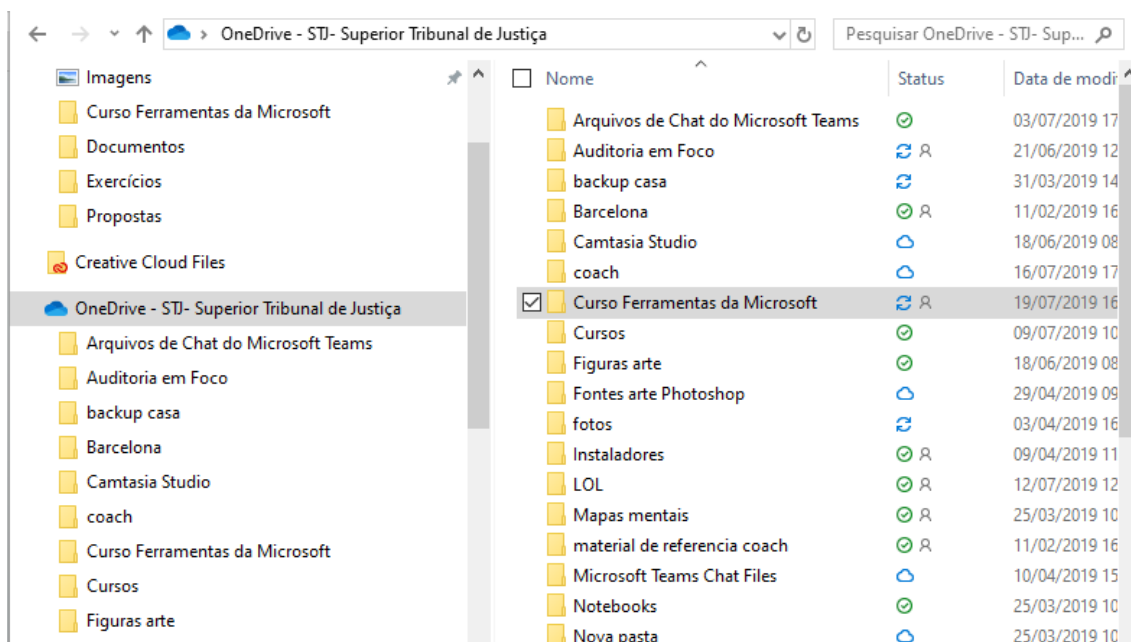 OneDrive - STJ- Superior Tribunal de Justiça
Pesquisar OneDrive - STJ- Sup...
Imagens
Curso Ferramentas da Microsoft
Documentos
Exercícios
Propostas
Creative Cloud Files
OneDrive - STJ- Superior Tribunal de Justiça
Arquivos de Chat do Microsoft Teams
Auditoria em Foco
backup casa
Barcelona
Camtasia Studio
coach
Curso Ferramentas da Microsoft
Cursos
Figuras arte
Nome Status Data de modi
Arquivos de Chat do Microsoft Teams 03/07/2019 17
Auditoria em Foco 21/06/2019 12
backup casa 31/03/2019 14
Barcelona 11/02/2019 16
Camtasia Studio 18/06/2019 08
coach 16/07/2019 17
Curso Ferramentas da Microsoft 19/07/2019 16
Cursos 09/07/2019 10
Figuras arte 18/06/2019 08
Fontes arte Photoshop 29/04/2019 09
fotos 03/04/2019 16
Instaladores 09/04/2019 11
LOL 12/07/2019 12
Mapas mentais 25/03/2019 10
material de referencia coach 11/02/2019 16
Microsoft Teams Chat Files 10/04/2019 15
Notebooks 25/03/2019 10
Nova pasta 25/03/2019 10